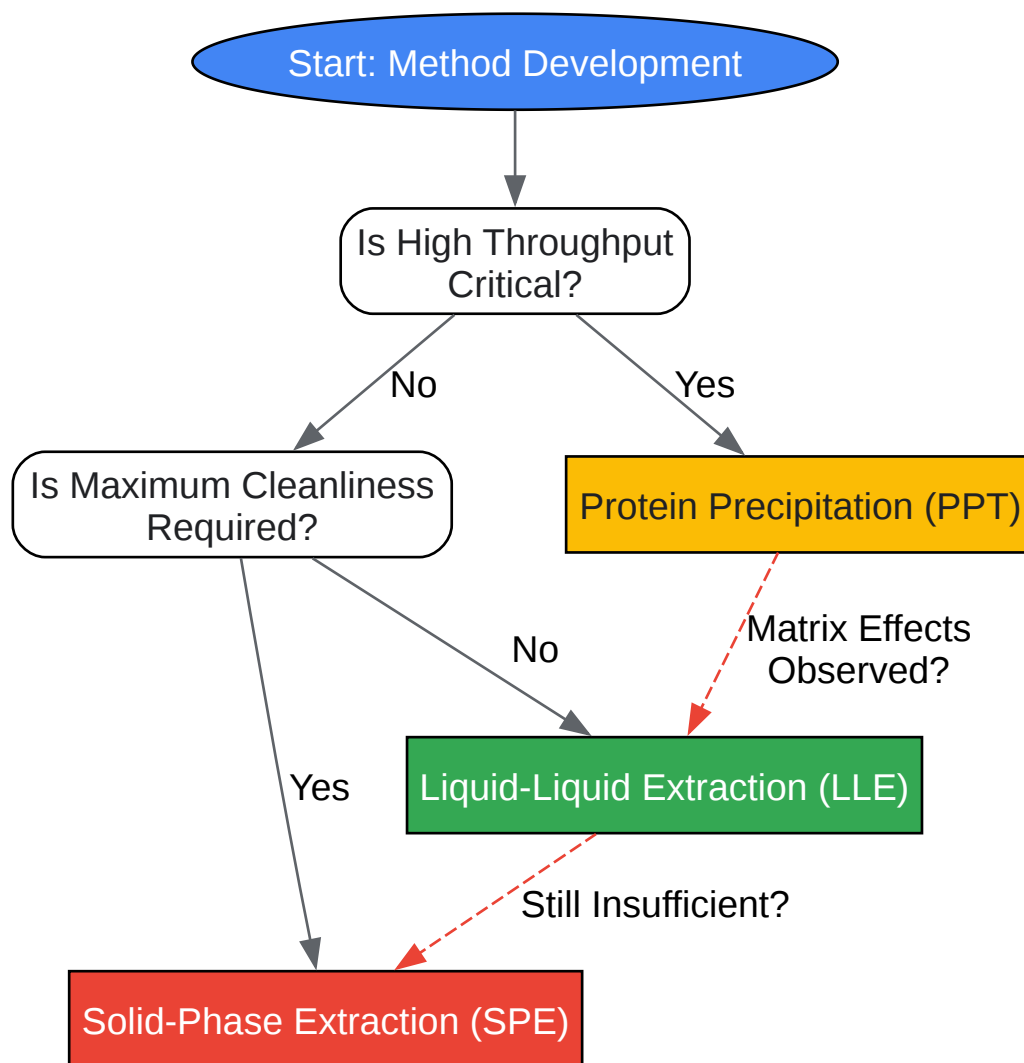 Start: Method Development
Is High Throughput
Critical?
No
Yes
Is Maximum Cleanliness
Required?
Protein Precipitation (PPT)
Matrix Effects
Observed?
No
Yes
Liquid-Liquid Extraction (LLE)
Still Insufficient?
Solid-Phase Extraction (SPE)